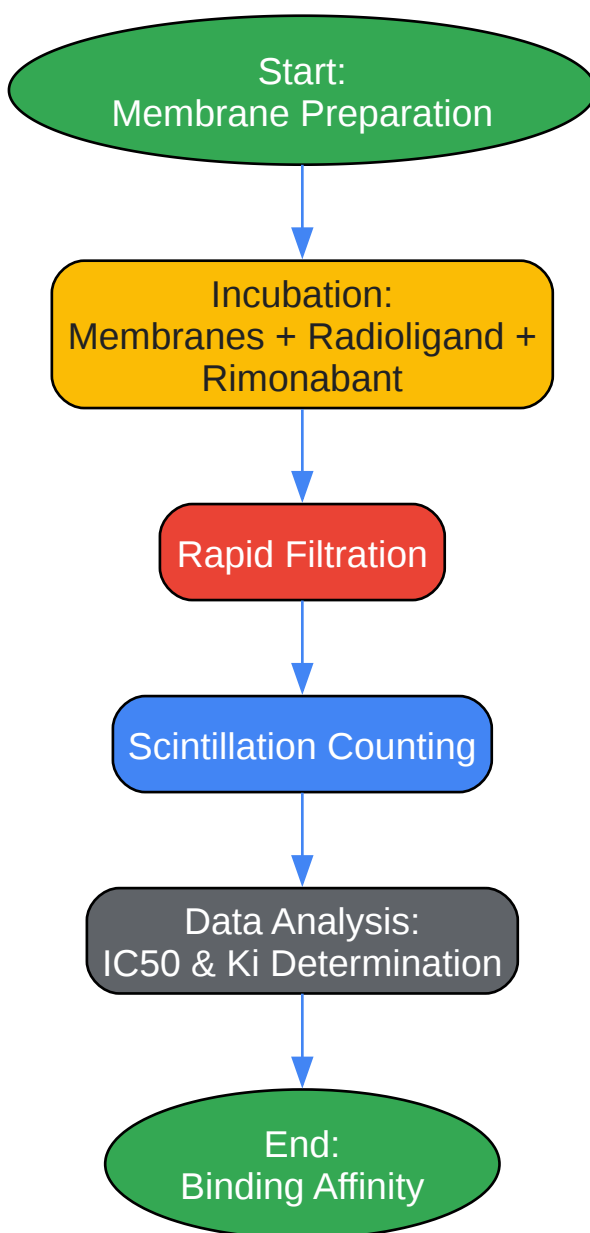 Start:
Membrane Preparation
Incubation:
Membranes + Radioligand +
Rimonabant
Rapid Filtration
Scintillation Counting
Data Analysis:
IC50 & Ki Determination
End:
Binding Affinity